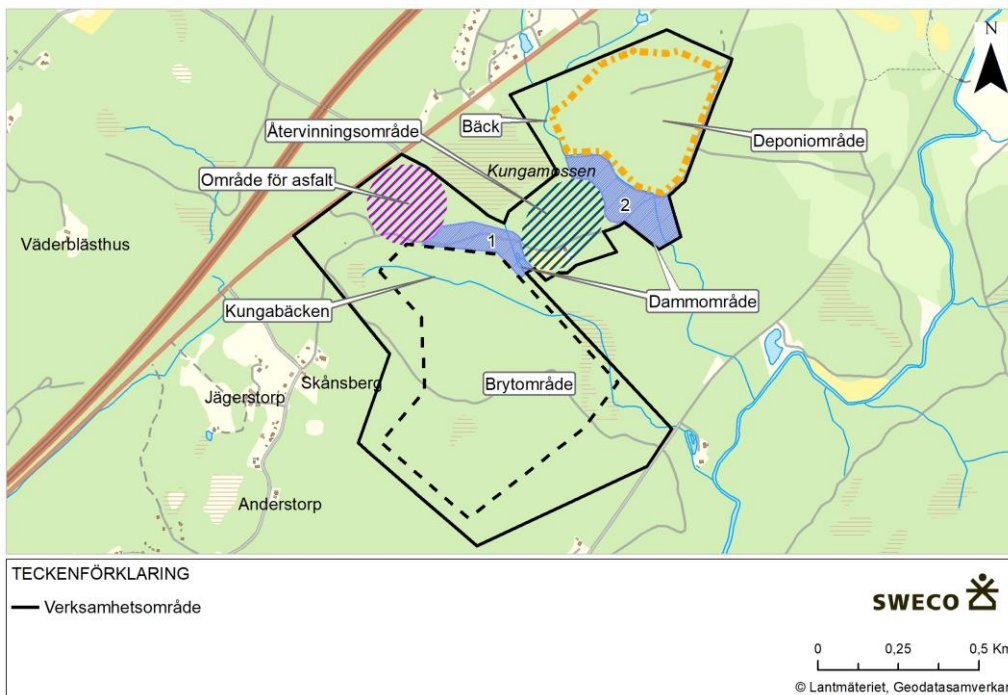 N
Återvinningsområde
Bäck
Deponiområde
Kungamossen
Område för asfalt
2
Väderblästhus
1
Dammområde
Kungabäcken
Skånsberg
Brytområde
Jägerstorp
Anderstorp
TECKENFÖRKLARING
Verksamhetsområde
SWECO
0 0,25 0,5 Km
© Lantmäteriet, Geodatasamverkan